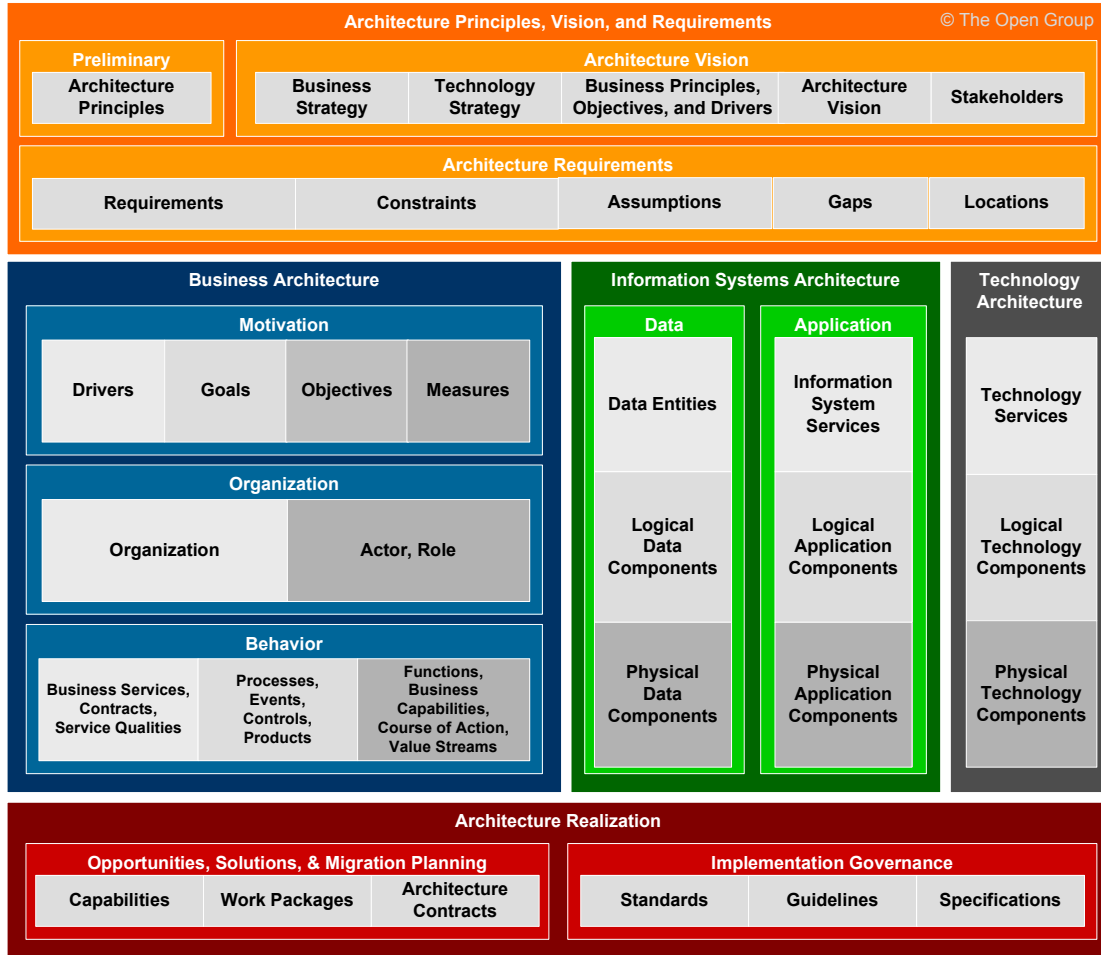 Architecture Principles, Vision, and Requirements
© The Open Group
Preliminary
Architecture
Principles
Architecture Vision
Business
Strategy
Technology
Strategy
Business Principles,
Objectives, and Drivers
Architecture
Vision
Stakeholders
Architecture Requirements
Requirements
Constraints
Assumptions
Gaps
Locations
Business Architecture
Motivation
Drivers
Goals
Objectives
Measures
Organization
Organization
Actor, Role
Behavior
Business Services,
Contracts,
Service Qualities
Processes,
Events,
Controls,
Products
Functions,
Business
Capabilities,
Course of Action,
Value Streams
Information Systems Architecture
Data
Data Entities
Logical
Data
Components
Physical
Data
Components
Application
Information
System
Services
Logical
Application
Components
Physical
Application
Components
Technology
Architecture
Technology
Services
Logical
Technology
Components
Physical
Technology
Components
Architecture Realization
Opportunities, Solutions, & Migration Planning
Capabilities
Work Packages
Architecture
Contracts
Implementation Governance
Standards
Guidelines
Specifications